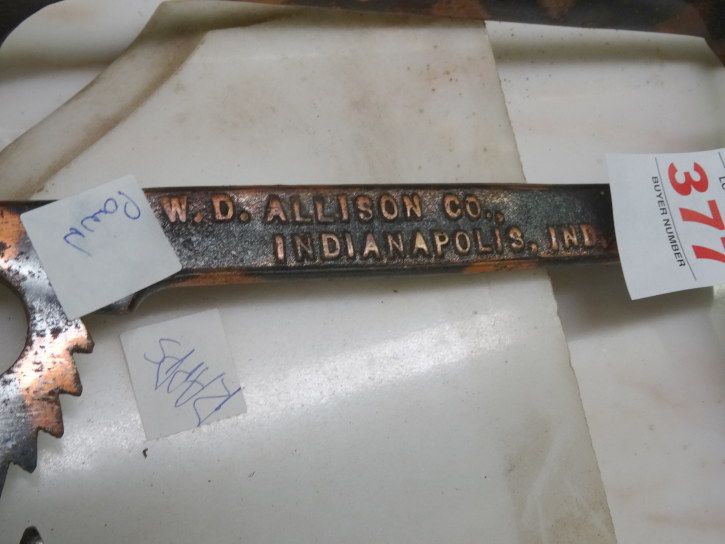 W.D. ALLISON CO.,
INDIANAPOLIS, IND.
377
BUYER NUMBER